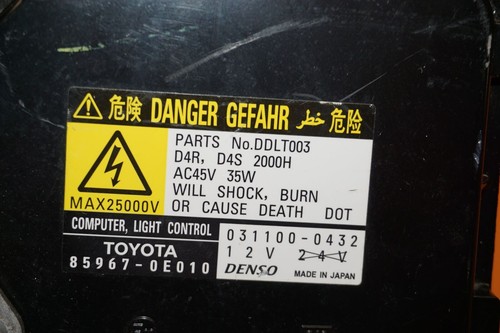 危険 DANGER GEFAHR خطر 危险
PARTS No.DDLT003
D4R, D4S 2000H
AC45V 35W
WILL SHOCK, BURN
OR CAUSE DEATH DOT
MAX25000V
COMPUTER, LIGHT CONTROL
TOYOTA
85967-0E010
031100-0432
12V 24V
DENSO MADE IN JAPAN